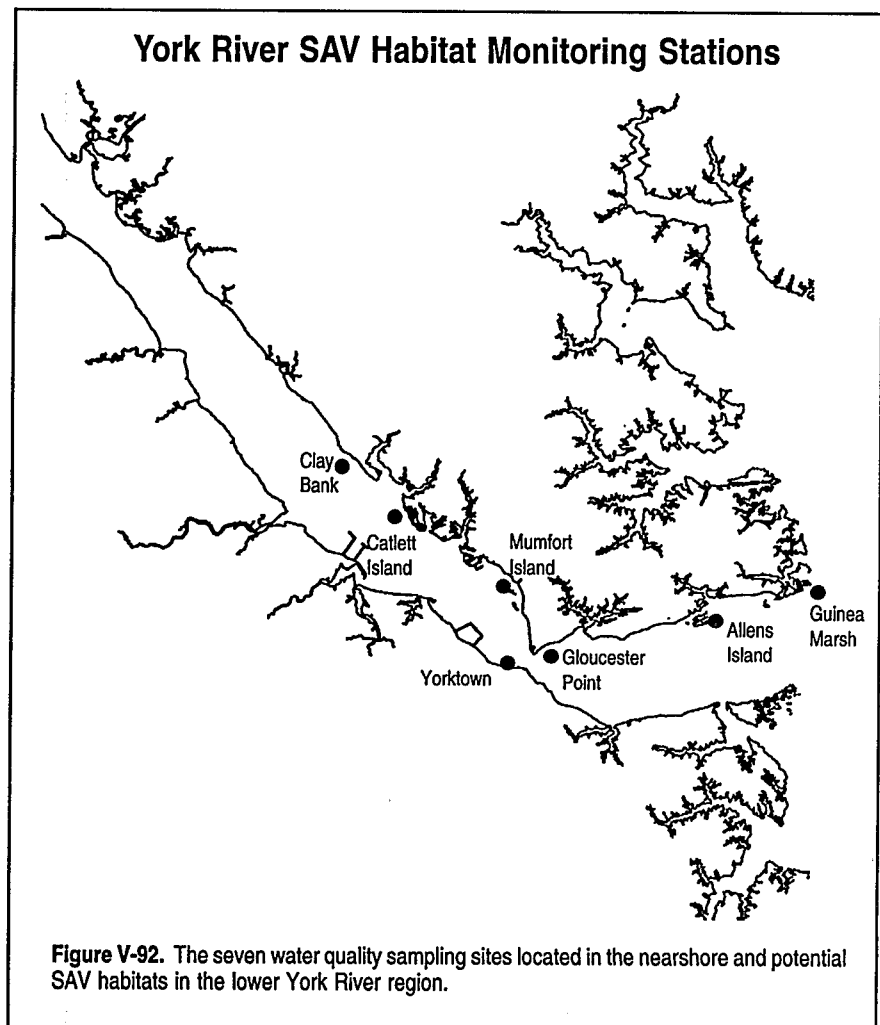 York River SAV Habitat Monitoring Stations
Clay
Bank
Catlett
Island
Mumfort
Island
Guinea
Marsh
Allens
Island
Gloucester
Point
Yorktown
Figure V-92. The seven water quality sampling sites located in the nearshore and potential
SAV habitats in the lower York River region.